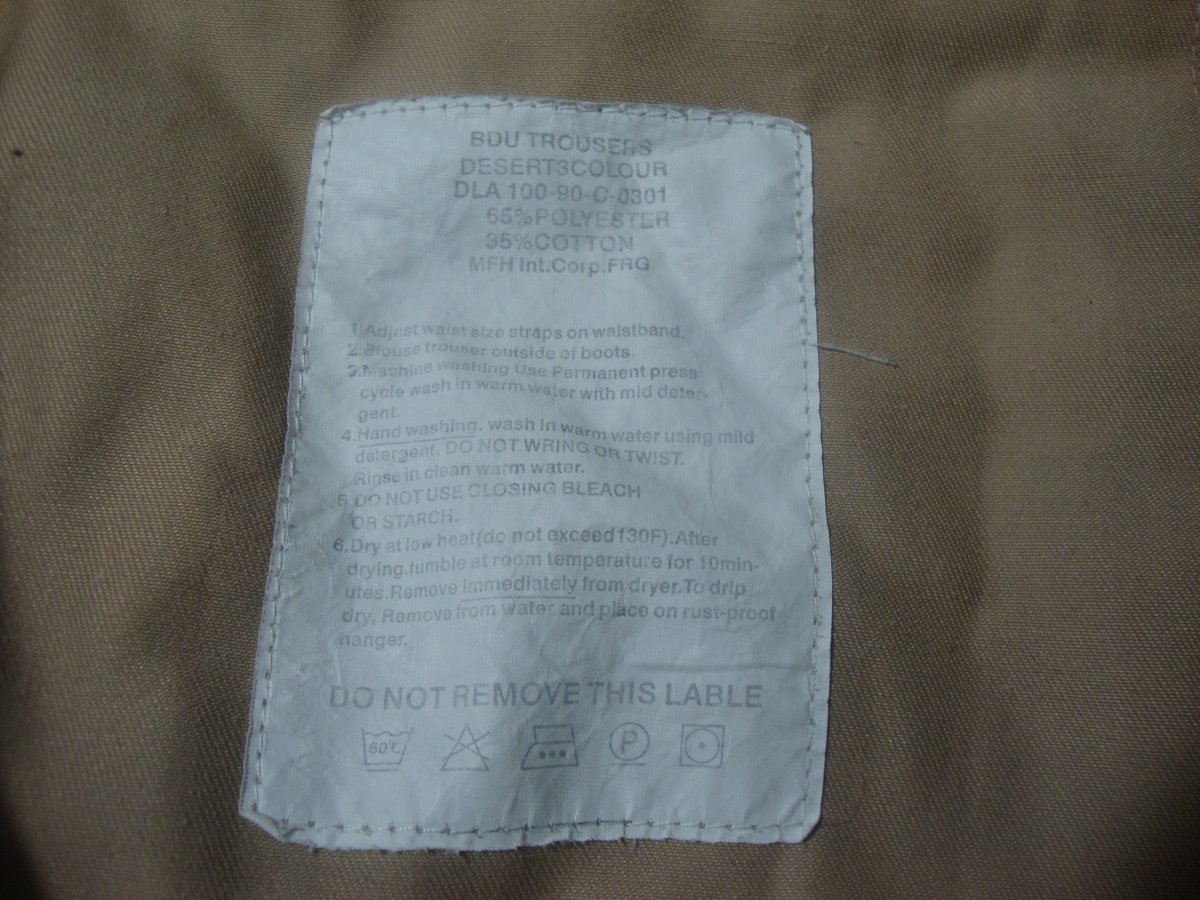 BDU TROUSERS
DESERT3COLOUR
DLA 100-90-C-0301
65%POLYESTER
35%COTTON
MFH Int.Corp.FRG
1.Adjust waist size straps on waistband.
2.Blouse trouser outside of boots.
3.Machine washing Use Permanent press
cycle wash in warm water with mid deter-
gent.
4.Hand washing. wash in warm water using mild
detergent. DO NOT WRING OR TWIST.
Rinse in clean warm water.
5.DO NOT USE CLOSING BLEACH
OR STARCH.
6.Dry at low heat(do not exceed130F).After
drying.tumble at room temperature for 10min-
utes.Remove immediately from dryer.To drip
dry, Remove from water and place on rust-proof
hanger.
DO NOT REMOVE THIS LABLE
60℃ P